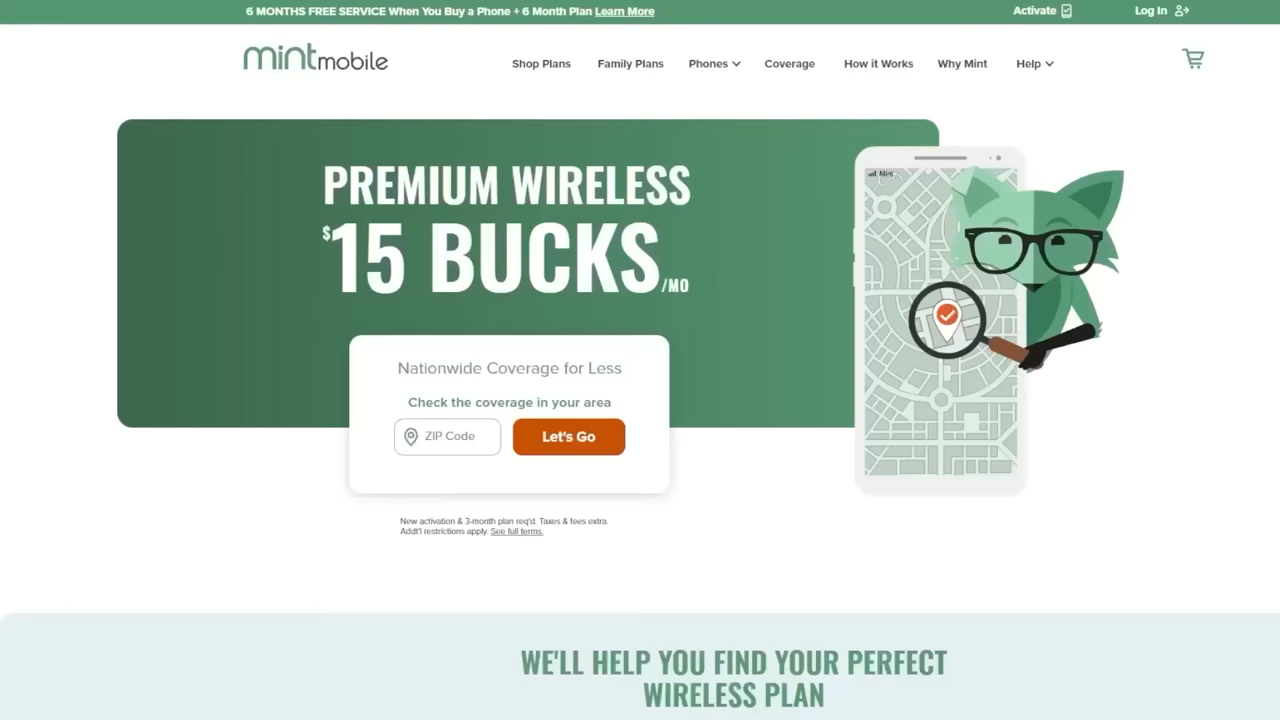 6 MONTHS FREE SERVICE When You Buy a Phone + 6 Month Plan Learn More
Activate
Log In
mintmobile
Shop Plans
Family Plans
Phones
Coverage
How it Works
Why Mint
Help
PREMIUM WIRELESS
$15 BUCKS/MO
Mint
Nationwide Coverage for Less
Check the coverage in your area
ZIP Code
Let's Go
New activation & 3-month plan req'd. Taxes & fees extra.
Addt'l restrictions apply. See full terms.
WE'LL HELP YOU FIND YOUR PERFECT
WIRELESS PLAN